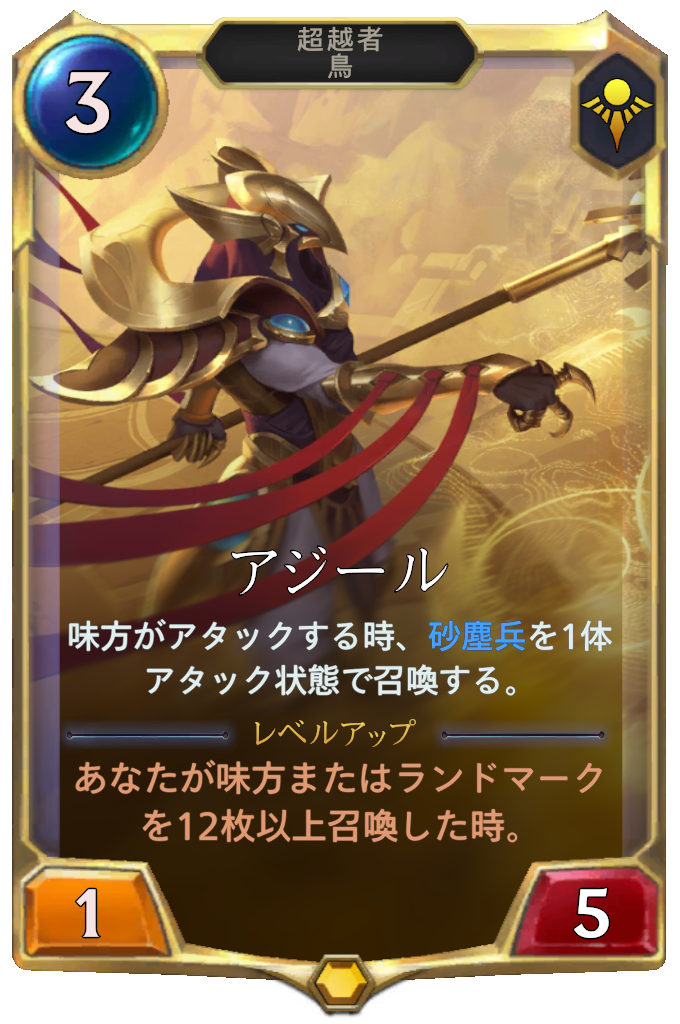 超越者
鳥
3
アジール
味方がアタックする時、砂塵兵を1体
アタック状態で召喚する。
レベルアップ
あなたが味方またはランドマーク
を12枚以上召喚した時。
1
5